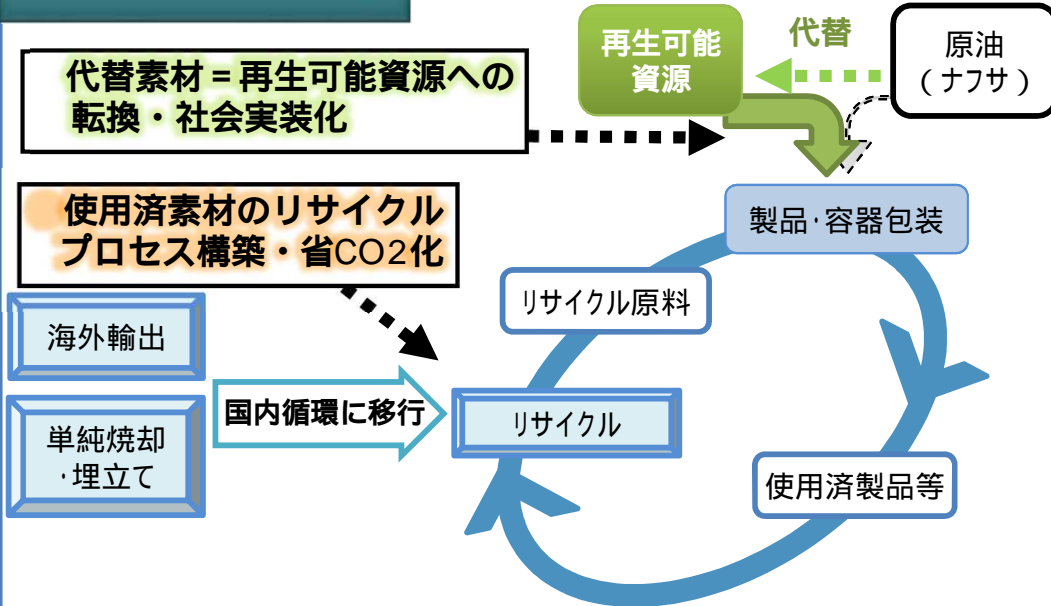 再生可能
資源
代替
原油
(ナフサ)
代替素材=再生可能資源への
転換・社会実装化
使用済素材のリサイクル
プロセス構築・省CO2化
製品・容器包装
リサイクル原料
海外輸出
国内循環に移行
リサイクル
単純焼却
・埋立て
使用済製品等